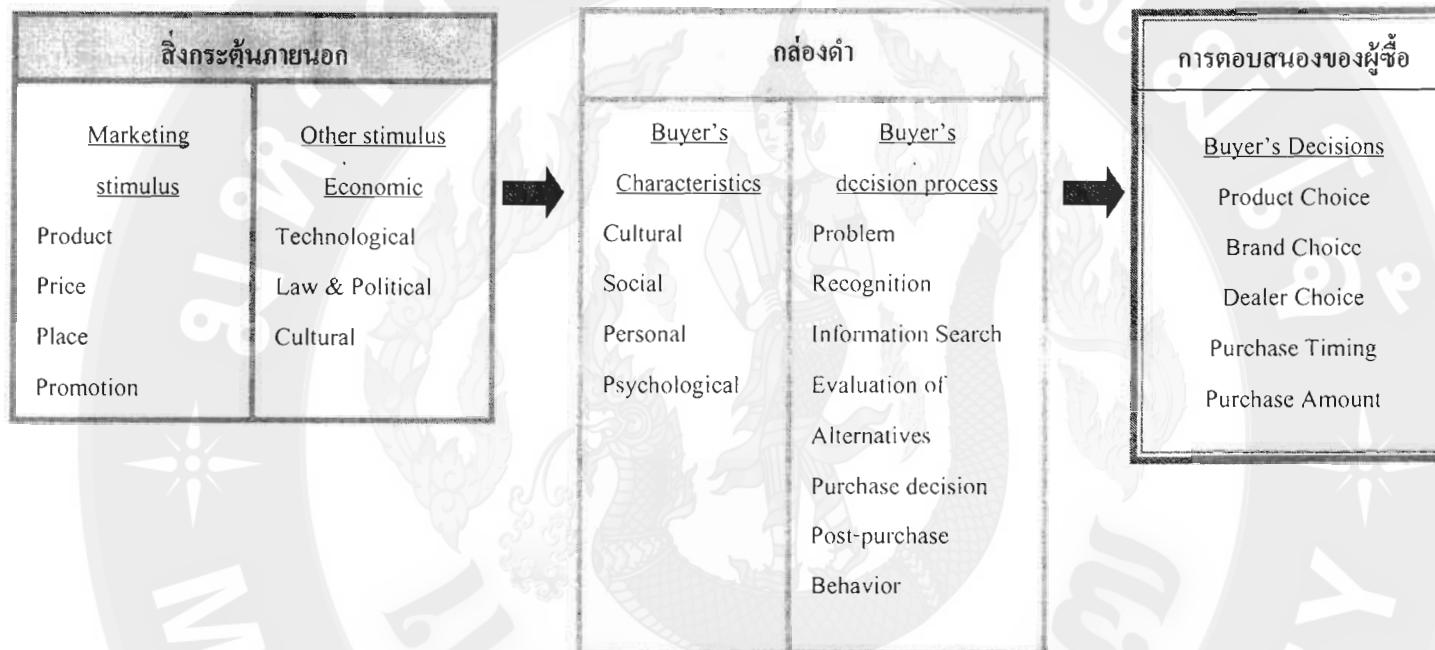 สิ่งกระตุ้นภายนอก
Marketing
stimulus
Product
Price
Place
Promotion
Other stimulus
Economic
Technological
Law & Political
Cultural
กล่องดำ
Buyer's
Characteristics
Cultural
Social
Personal
Psychological
Buyer's
decision process
Problem
Recognition
Information Search
Evaluation of
Alternatives
Purchase decision
Post-purchase
Behavior
การตอบสนองของผู้ซื้อ
Buyer's Decisions
Product Choice
Brand Choice
Dealer Choice
Purchase Timing
Purchase Amount